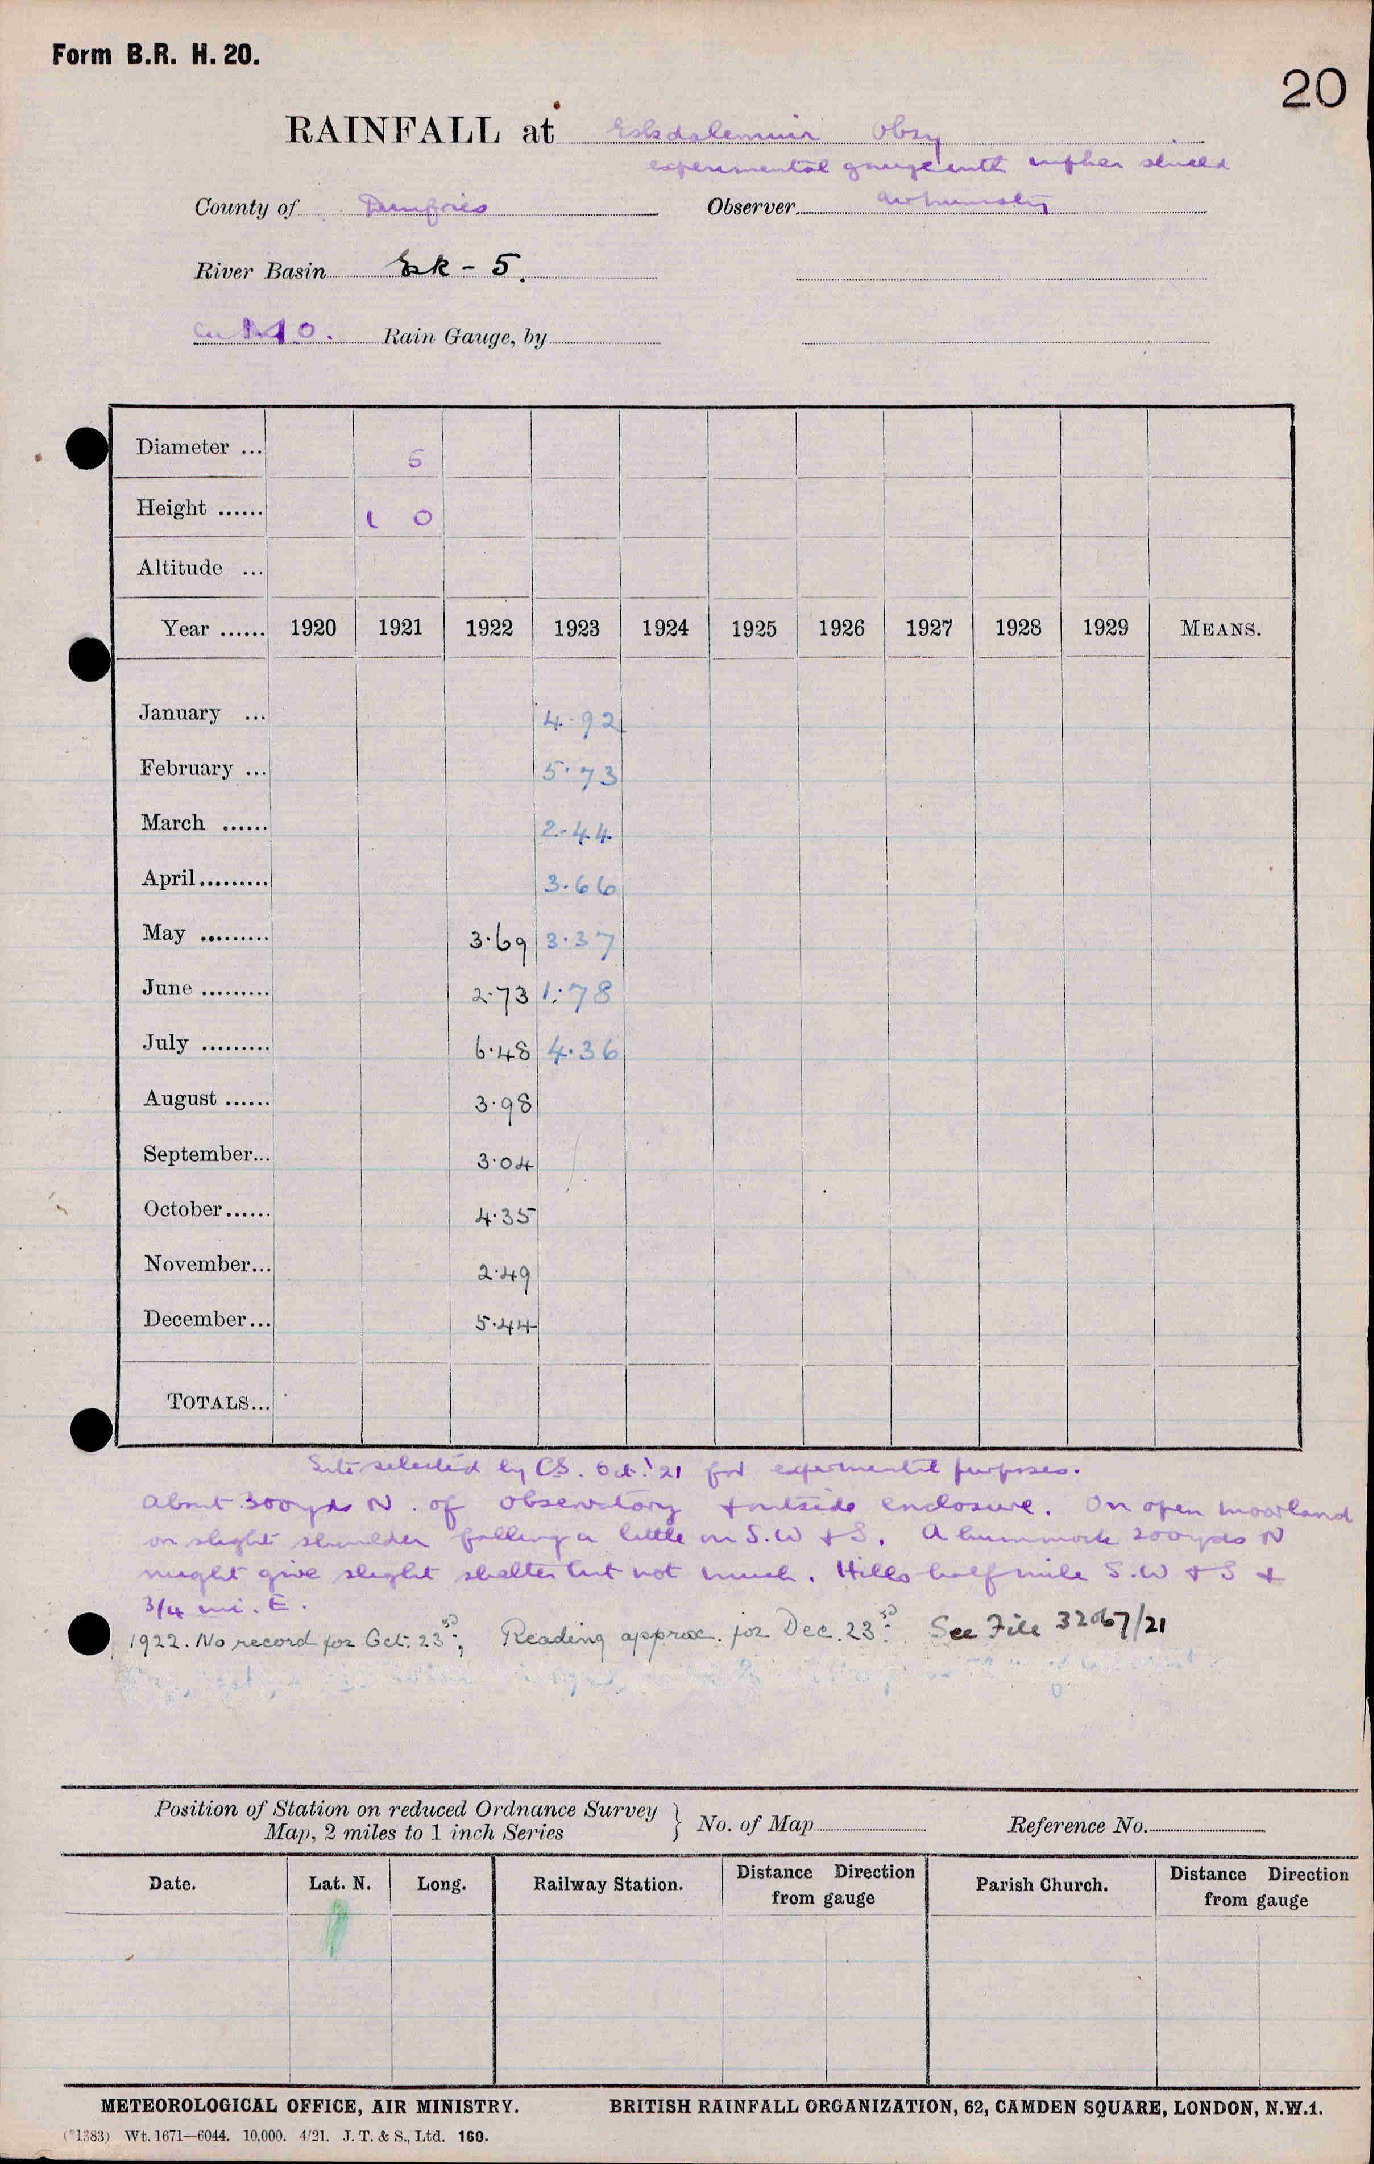 Form B.R. H. 20.
20
RAINFALL at Eskdalemuir Obsy
experimental gauge with nipher shield
County of Dumfries Observer
River Basin Esk - 5.
M O. Rain Gauge, by
Diameter ... 5
Height ...... 1 0
Altitude ...
Year ...... 1920 1921 1922 1923 1924 1925 1926 1927 1928 1929 MEANS.
January ... 4.92
February ... 5.73
March ...... 2.44
April ......... 3.66
May ......... 3.69 3.37
June ......... 2.73 1.78
July ......... 6.48 4.36
August ...... 3.98
September... 3.04
October ...... 4.35
November... 2.49
December... 5.44
TOTALS...
Site selected by C.S. Oct. '21 for experimental purposes.
About 300 yds N. of observatory & outside enclosure. On open moorland
on slight shoulder falling a little on S.W & S. A hummock 200 yds N
might give slight shelter but not much. Hills half mile S.W & S &
3/4 mi. E.
1922. No record for Oct. 23rd; Reading approx. for Dec. 23rd. See File 32067/21
Position of Station on reduced Ordnance Survey
Map, 2 miles to 1 inch Series } No. of Map Reference No.
Date. Lat. N. Long. Railway Station. Distance Direction from gauge Parish Church. Distance Direction from gauge
METEOROLOGICAL OFFICE, AIR MINISTRY. BRITISH RAINFALL ORGANIZATION, 62, CAMDEN SQUARE, LONDON, N.W.1.
(*1383) Wt. 1671—6044. 10,000. 4/21. J. T. & S., Ltd. 160.